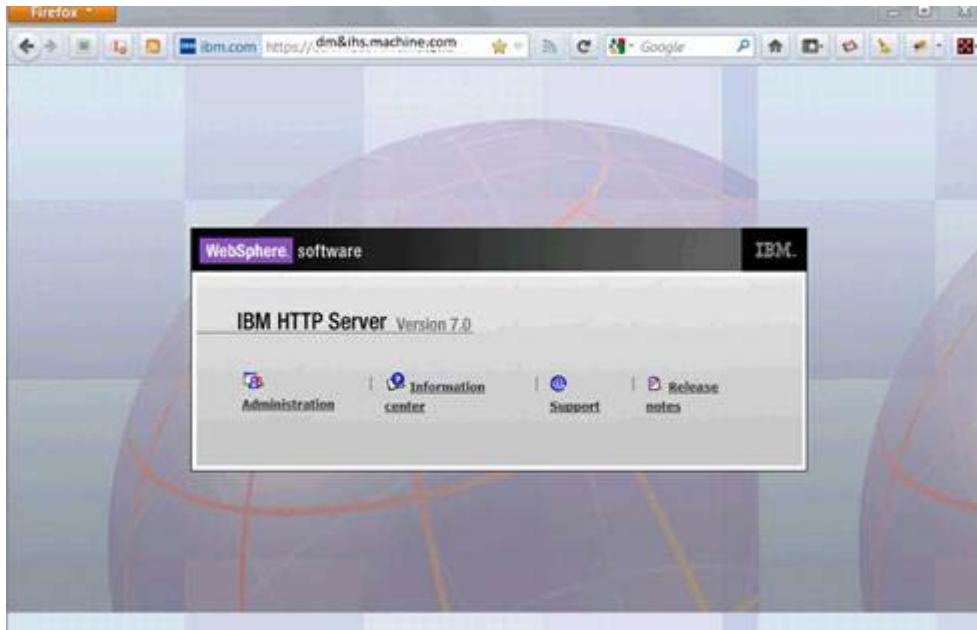 Firefox
ibm.com https://dm&ihs.machine.com Google
WebSphere. software IBM.
IBM HTTP Server Version 7.0
Administration | Information center | Support | Release notes